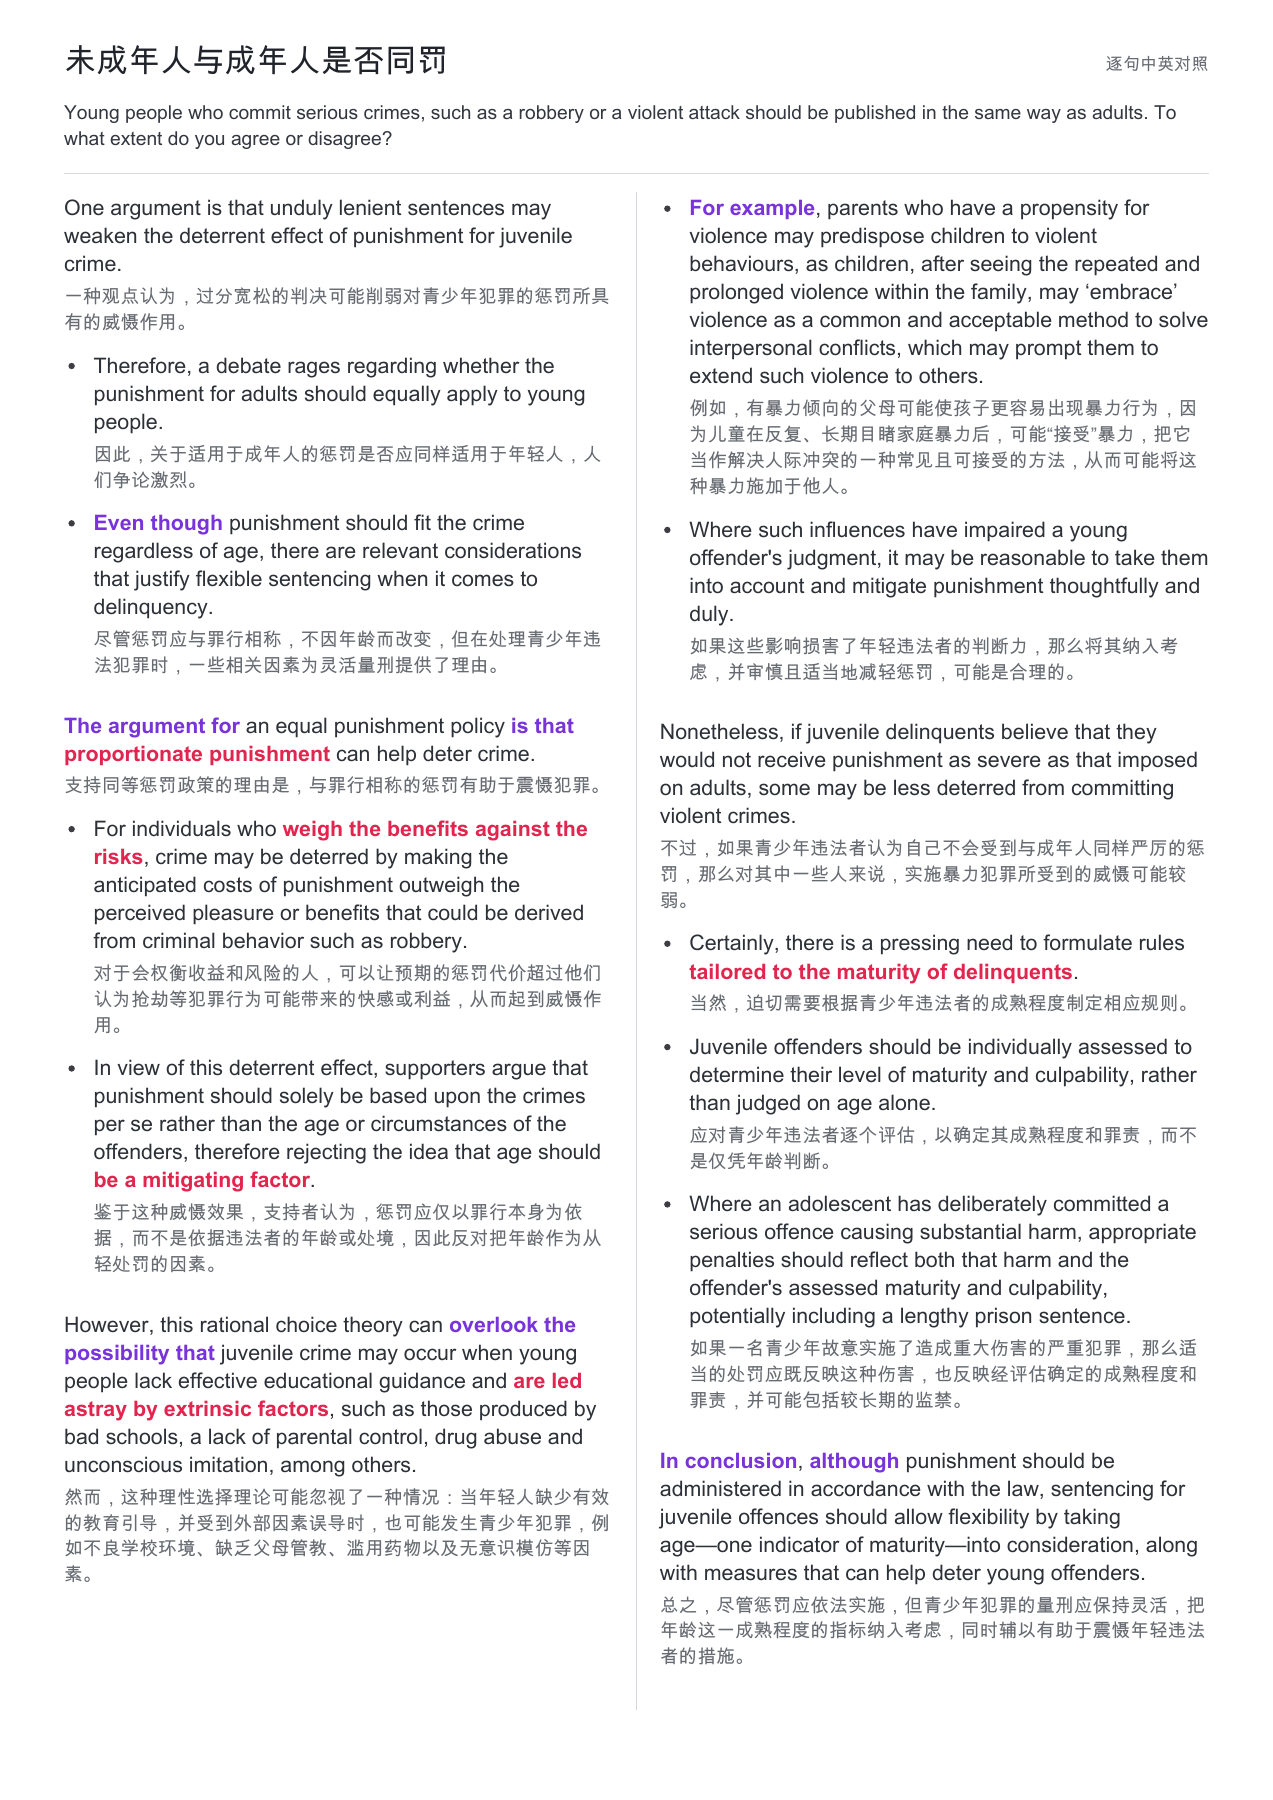 未成年人与成年人是否同罚
逐句中英对照
Young people who commit serious crimes, such as a robbery or a violent attack should be published in the same way as adults. To
what extent do you agree or disagree?
One argument is that unduly lenient sentences may
weaken the deterrent effect of punishment for juvenile
crime.
一种观点认为，过分宽松的判决可能削弱对青少年犯罪的惩罚所具
有的威慑作用。
• Therefore, a debate rages regarding whether the
punishment for adults should equally apply to young
people.
因此，关于适用于成年人的惩罚是否应同样适用于年轻人，人
们争论激烈。
• Even though punishment should fit the crime
regardless of age, there are relevant considerations
that justify flexible sentencing when it comes to
delinquency.
尽管惩罚应与罪行相称，不因年龄而改变，但在处理青少年违
法犯罪时，一些相关因素为灵活量刑提供了理由。
The argument for an equal punishment policy is that
proportionate punishment can help deter crime.
支持同等惩罚政策的理由是，与罪行相称的惩罚有助于震慑犯罪。
• For individuals who weigh the benefits against the
risks, crime may be deterred by making the
anticipated costs of punishment outweigh the
perceived pleasure or benefits that could be derived
from criminal behavior such as robbery.
对于会权衡收益和风险的人，可以让预期的惩罚代价超过他们
认为抢劫等犯罪行为可能带来的快感或利益，从而起到威慑作
用。
• In view of this deterrent effect, supporters argue that
punishment should solely be based upon the crimes
per se rather than the age or circumstances of the
offenders, therefore rejecting the idea that age should
be a mitigating factor.
鉴于这种威慑效果，支持者认为，惩罚应仅以罪行本身为依
据，而不是依据违法者的年龄或处境，因此反对把年龄作为从
轻处罚的因素。
However, this rational choice theory can overlook the
possibility that juvenile crime may occur when young
people lack effective educational guidance and are led
astray by extrinsic factors, such as those produced by
bad schools, a lack of parental control, drug abuse and
unconscious imitation, among others.
然而，这种理性选择理论可能忽视了一种情况：当年轻人缺少有效
的教育引导，并受到外部因素误导时，也可能发生青少年犯罪，例
如不良学校环境、缺乏父母管教、滥用药物以及无意识模仿等因
素。
• For example, parents who have a propensity for
violence may predispose children to violent
behaviours, as children, after seeing the repeated and
prolonged violence within the family, may ‘embrace’
violence as a common and acceptable method to solve
interpersonal conflicts, which may prompt them to
extend such violence to others.
例如，有暴力倾向的父母可能使孩子更容易出现暴力行为，因
为儿童在反复、长期目睹家庭暴力后，可能“接受”暴力，把它
当作解决人际冲突的一种常见且可接受的方法，从而可能将这
种暴力施加于他人。
• Where such influences have impaired a young
offender's judgment, it may be reasonable to take them
into account and mitigate punishment thoughtfully and
duly.
如果这些影响损害了年轻违法者的判断力，那么将其纳入考
虑，并审慎且适当地减轻惩罚，可能是合理的。
Nonetheless, if juvenile delinquents believe that they
would not receive punishment as severe as that imposed
on adults, some may be less deterred from committing
violent crimes.
不过，如果青少年违法者认为自己不会受到与成年人同样严厉的惩
罚，那么对其中一些人来说，实施暴力犯罪所受到的威慑可能较
弱。
• Certainly, there is a pressing need to formulate rules
tailored to the maturity of delinquents.
当然，迫切需要根据青少年违法者的成熟程度制定相应规则。
• Juvenile offenders should be individually assessed to
determine their level of maturity and culpability, rather
than judged on age alone.
应对青少年违法者逐个评估，以确定其成熟程度和罪责，而不
是仅凭年龄判断。
• Where an adolescent has deliberately committed a
serious offence causing substantial harm, appropriate
penalties should reflect both that harm and the
offender's assessed maturity and culpability,
potentially including a lengthy prison sentence.
如果一名青少年故意实施了造成重大伤害的严重犯罪，那么适
当的处罚应既反映这种伤害，也反映经评估确定的成熟程度和
罪责，并可能包括较长期的监禁。
In conclusion, although punishment should be
administered in accordance with the law, sentencing for
juvenile offences should allow flexibility by taking
age—one indicator of maturity—into consideration, along
with measures that can help deter young offenders.
总之，尽管惩罚应依法实施，但青少年犯罪的量刑应保持灵活，把
年龄这一成熟程度的指标纳入考虑，同时辅以有助于震慑年轻违法
者的措施。